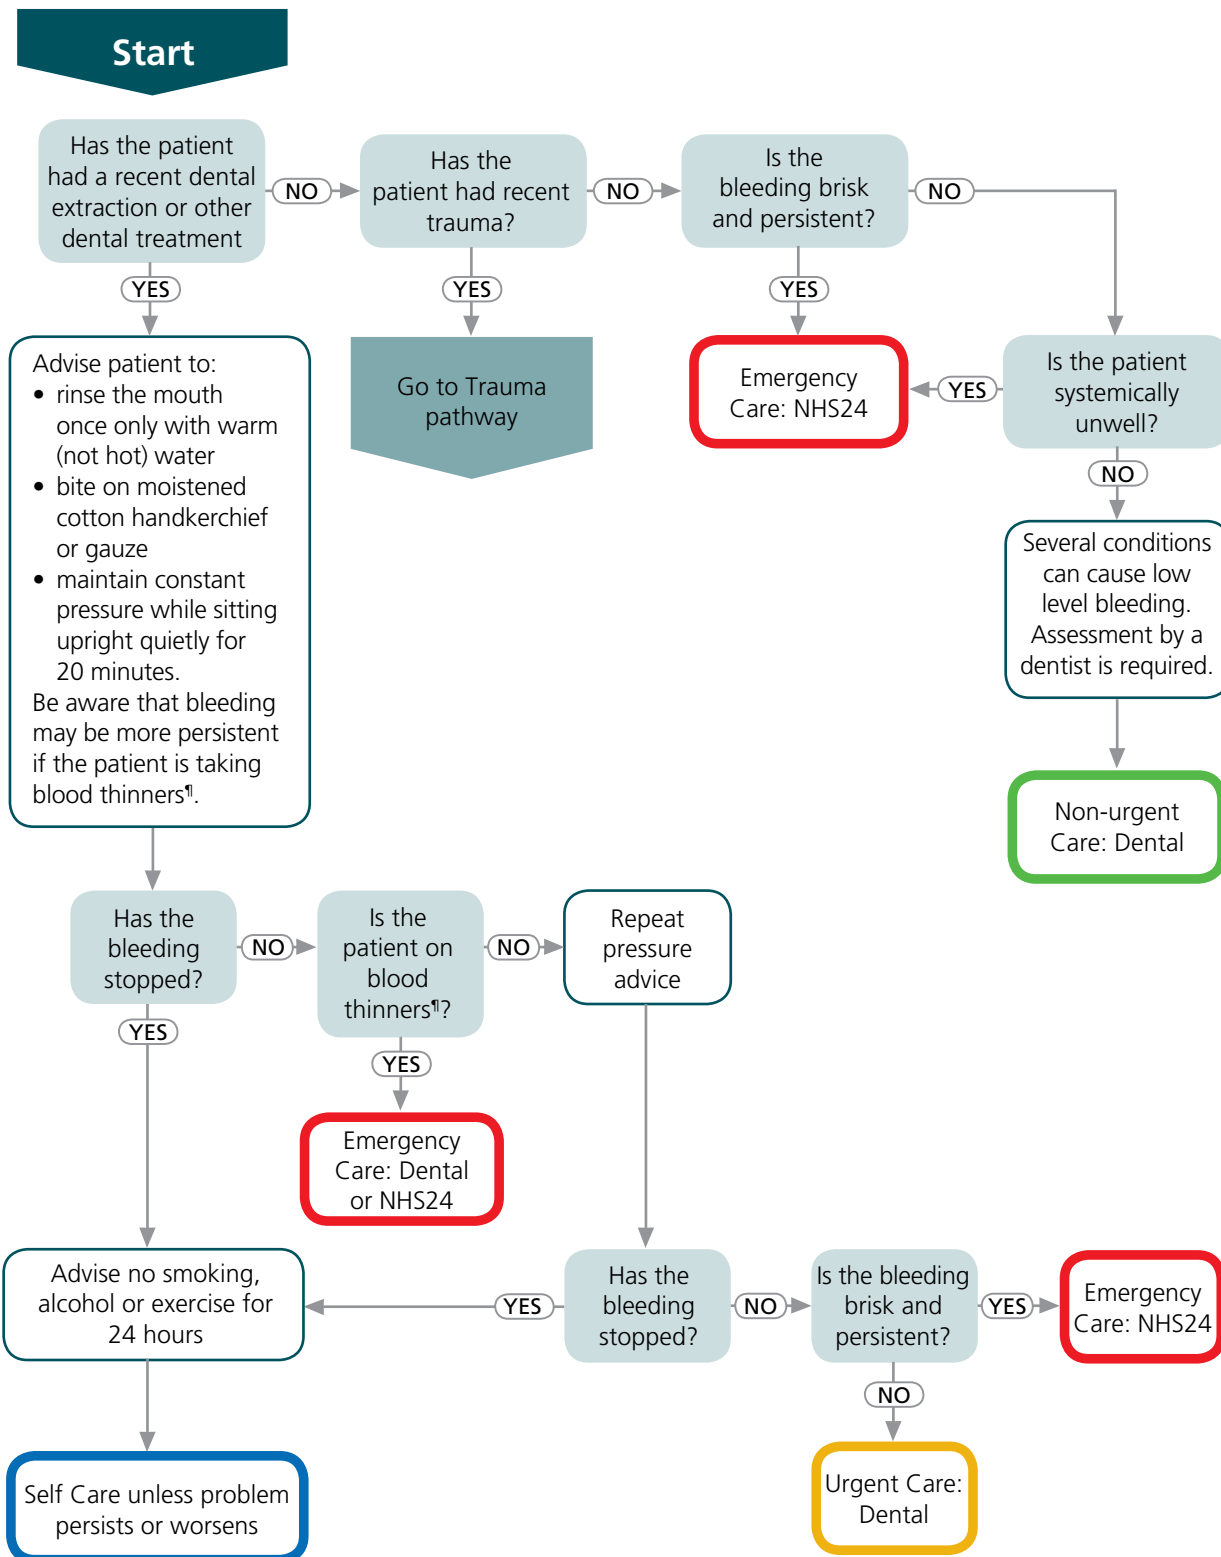 Start
Has the patient
had a recent dental
extraction or other
dental treatment
NO
Has the
patient had recent
trauma?
NO
Is the
bleeding brisk
and persistent?
NO
YES
YES
YES
Advise patient to:
• rinse the mouth
once only with warm
(not hot) water
• bite on moistened
cotton handkerchief
or gauze
• maintain constant
pressure while sitting
upright quietly for
20 minutes.
Be aware that bleeding
may be more persistent
if the patient is taking
blood thinners¶.
Go to Trauma
pathway
Emergency
Care: NHS24
YES
Is the patient
systemically
unwell?
NO
Several conditions
can cause low
level bleeding.
Assessment by a
dentist is required.
Non-urgent
Care: Dental
Has the
bleeding
stopped?
NO
Is the
patient on
blood
thinners¶?
NO
Repeat
pressure
advice
YES
YES
Emergency
Care: Dental
or NHS24
Advise no smoking,
alcohol or exercise for
24 hours
YES
Has the
bleeding
stopped?
NO
Is the bleeding
brisk and
persistent?
YES
Emergency
Care: NHS24
NO
Self Care unless problem
persists or worsens
Urgent Care:
Dental